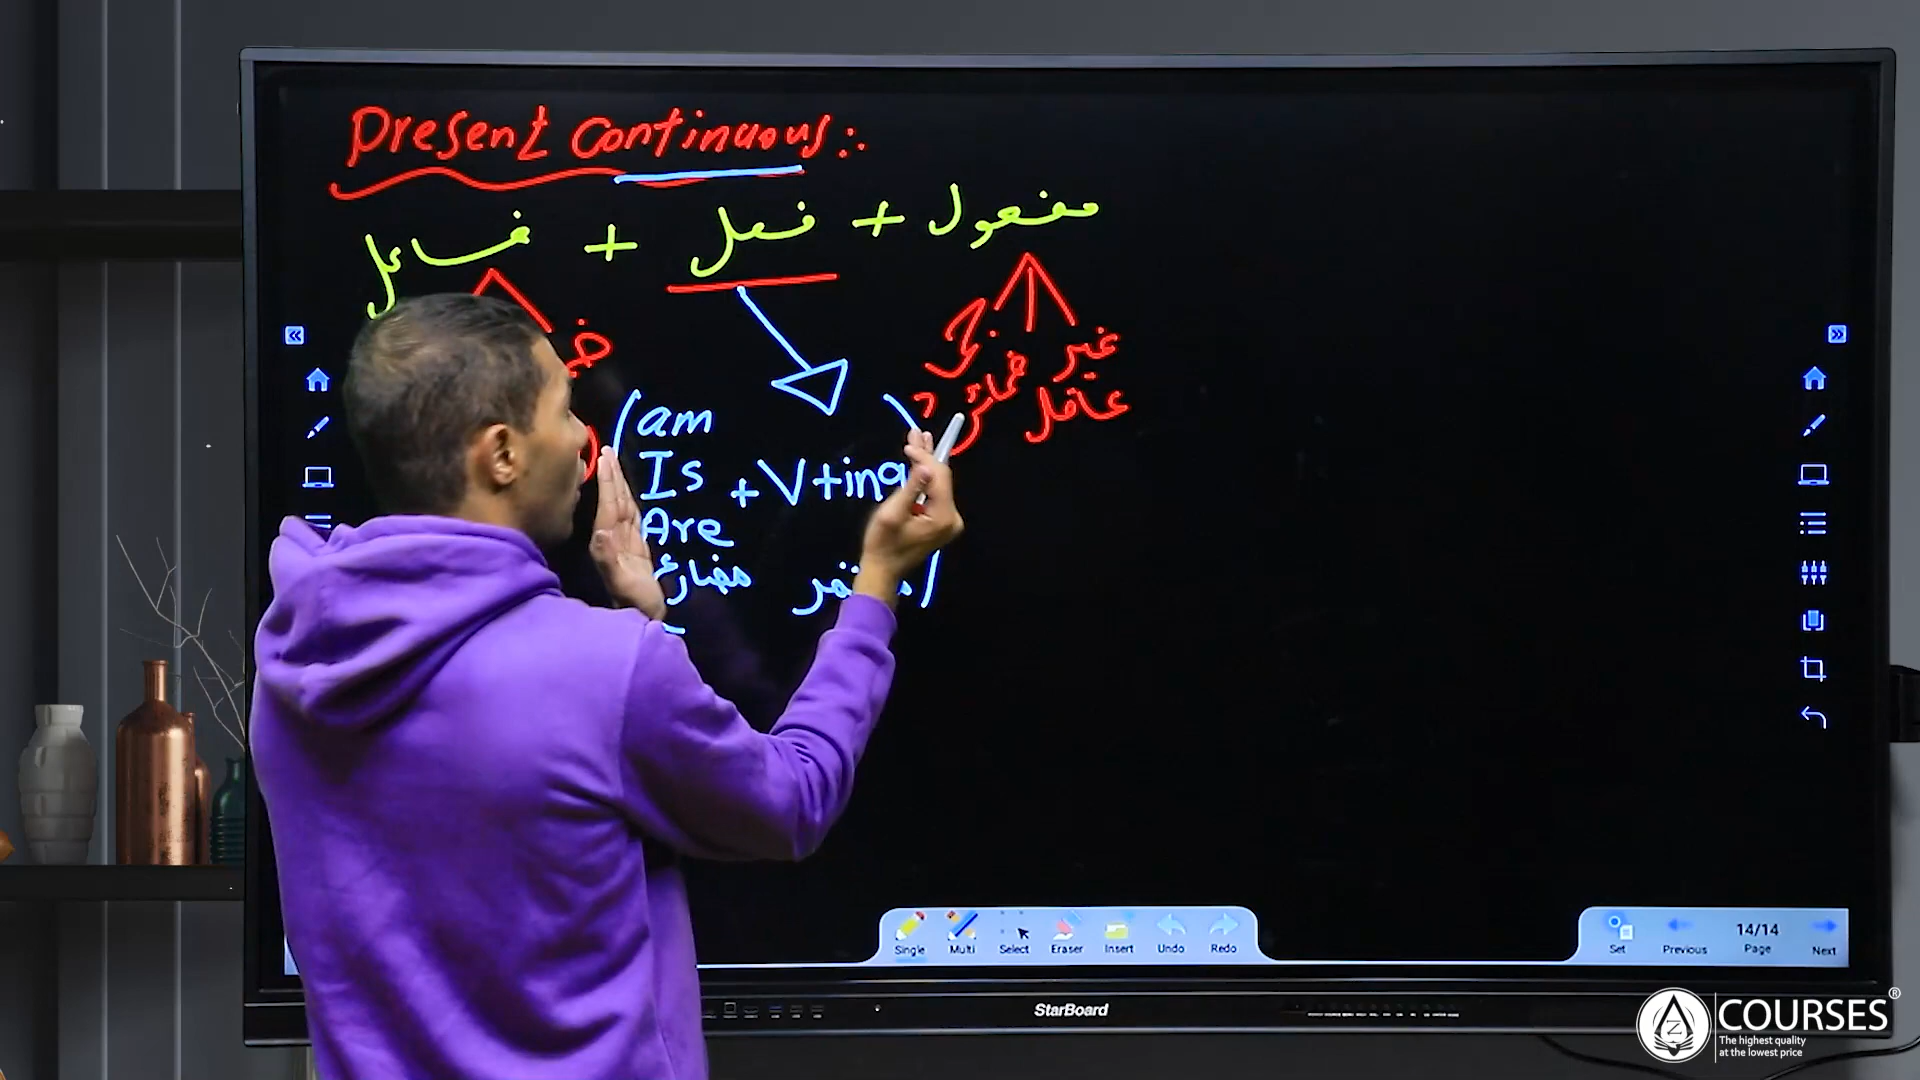 Present Continuous:
فاعل + فعل + مفعول
غير
عاقل
am
Is + V+ing
Are
مضارع
Single Multi Select Eraser Insert Undo Redo
Set Previous 14/14 Page Next
StarBoard
COURSES®
The highest quality
at the lowest price